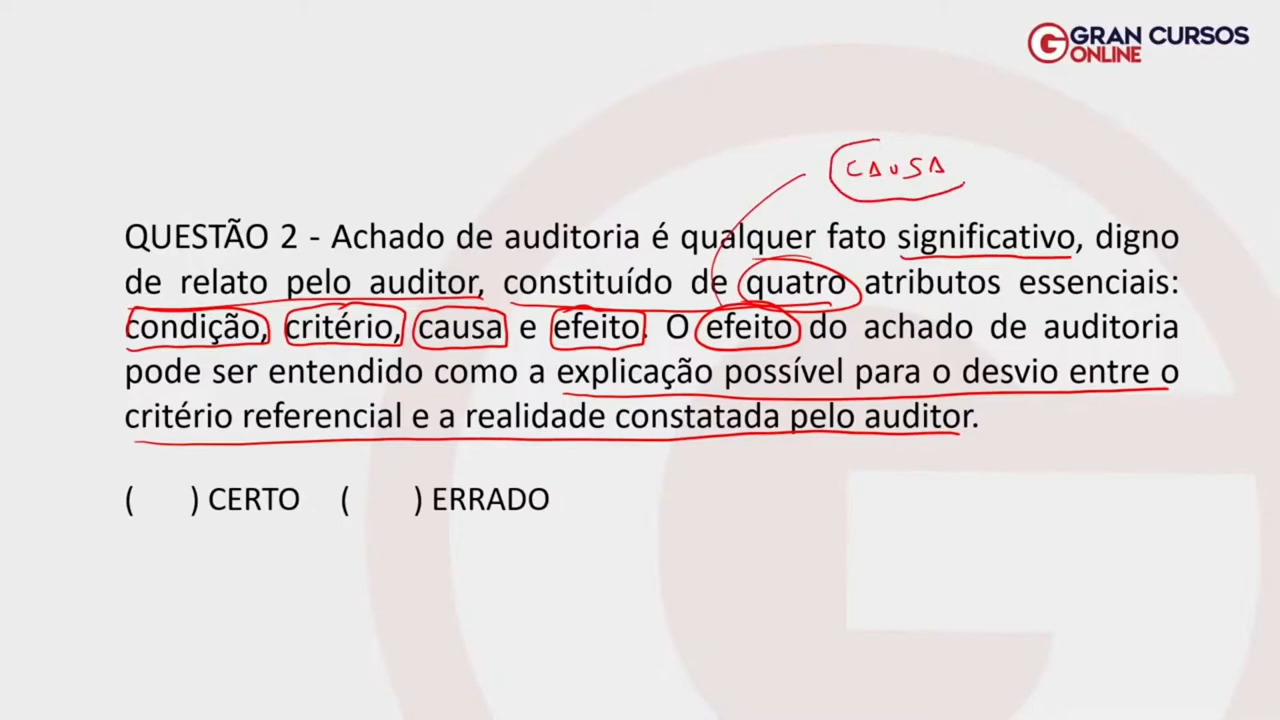 GRAN CURSOS
ONLINE
CAUSA
QUESTÃO 2 - Achado de auditoria é qualquer fato significativo, digno
de relato pelo auditor, constituído de quatro atributos essenciais:
condição, critério, causa e efeito. O efeito do achado de auditoria
pode ser entendido como a explicação possível para o desvio entre o
critério referencial e a realidade constatada pelo auditor.
( ) CERTO ( ) ERRADO